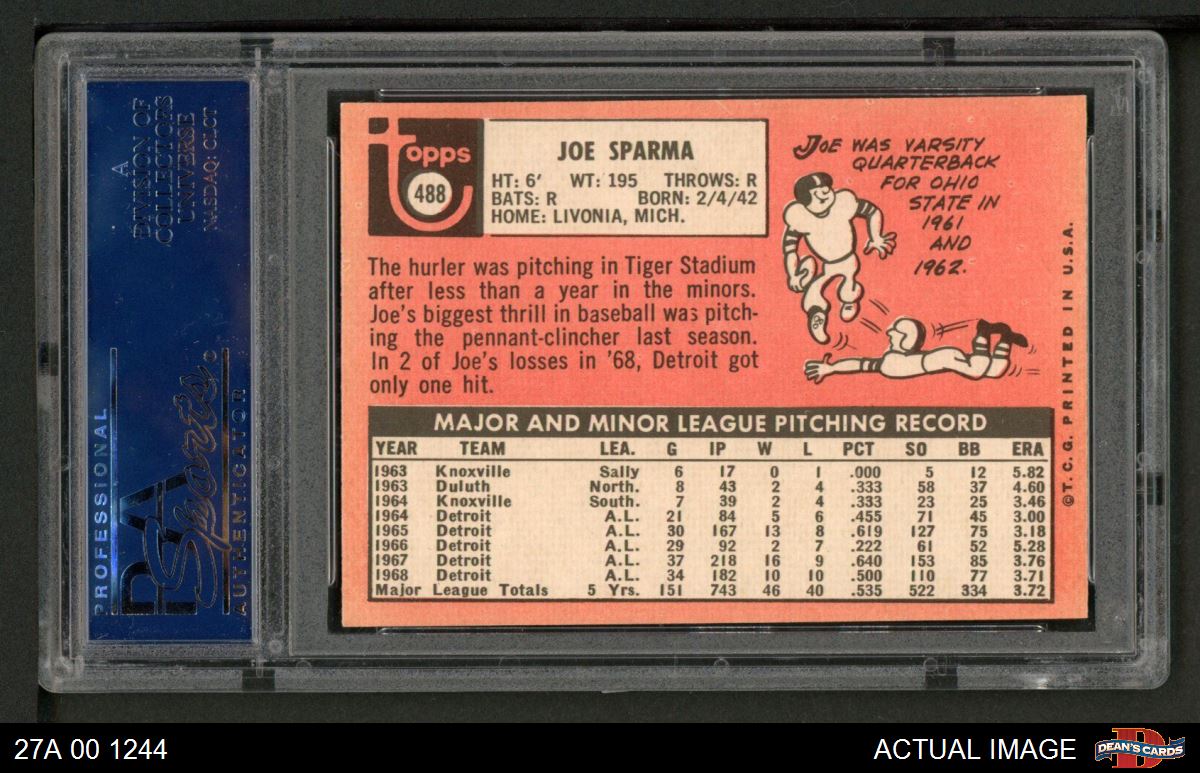 A
DIVISION OF
COLLECTORS
UNIVERSE
NASDAQ: CLCT
PROFESSIONAL
PSA
Sports
AUTHENTICATOR
Topps
488
JOE SPARMA
HT: 6' WT: 195 THROWS: R
BATS: R BORN: 2/4/42
HOME: LIVONIA, MICH.
The hurler was pitching in Tiger Stadium
after less than a year in the minors.
Joe's biggest thrill in baseball was pitch-
ing the pennant-clincher last season.
In 2 of Joe's losses in '68, Detroit got
only one hit.
JOE WAS VARSITY
QUARTERBACK
FOR OHIO
STATE IN
1961
AND
1962.
©T.C.G. PRINTED IN U.S.A.
MAJOR AND MINOR LEAGUE PITCHING RECORD
YEAR TEAM LEA. G IP W L PCT SO BB ERA
1963 Knoxville Sally 6 17 0 1 .000 5 12 5.82
1963 Duluth North. 8 43 2 4 .333 58 37 4.60
1964 Knoxville South. 7 39 2 4 .333 23 25 3.46
1964 Detroit A.L. 21 84 5 6 .455 71 45 3.00
1965 Detroit A.L. 30 167 13 8 .619 127 75 3.18
1966 Detroit A.L. 29 92 2 7 .222 61 52 5.28
1967 Detroit A.L. 37 218 16 9 .640 153 85 3.76
1968 Detroit A.L. 34 182 10 10 .500 110 77 3.71
Major League Totals 5 Yrs. 151 743 46 40 .535 522 334 3.72
27A 00 1244
ACTUAL IMAGE
DEAN'S CARDS